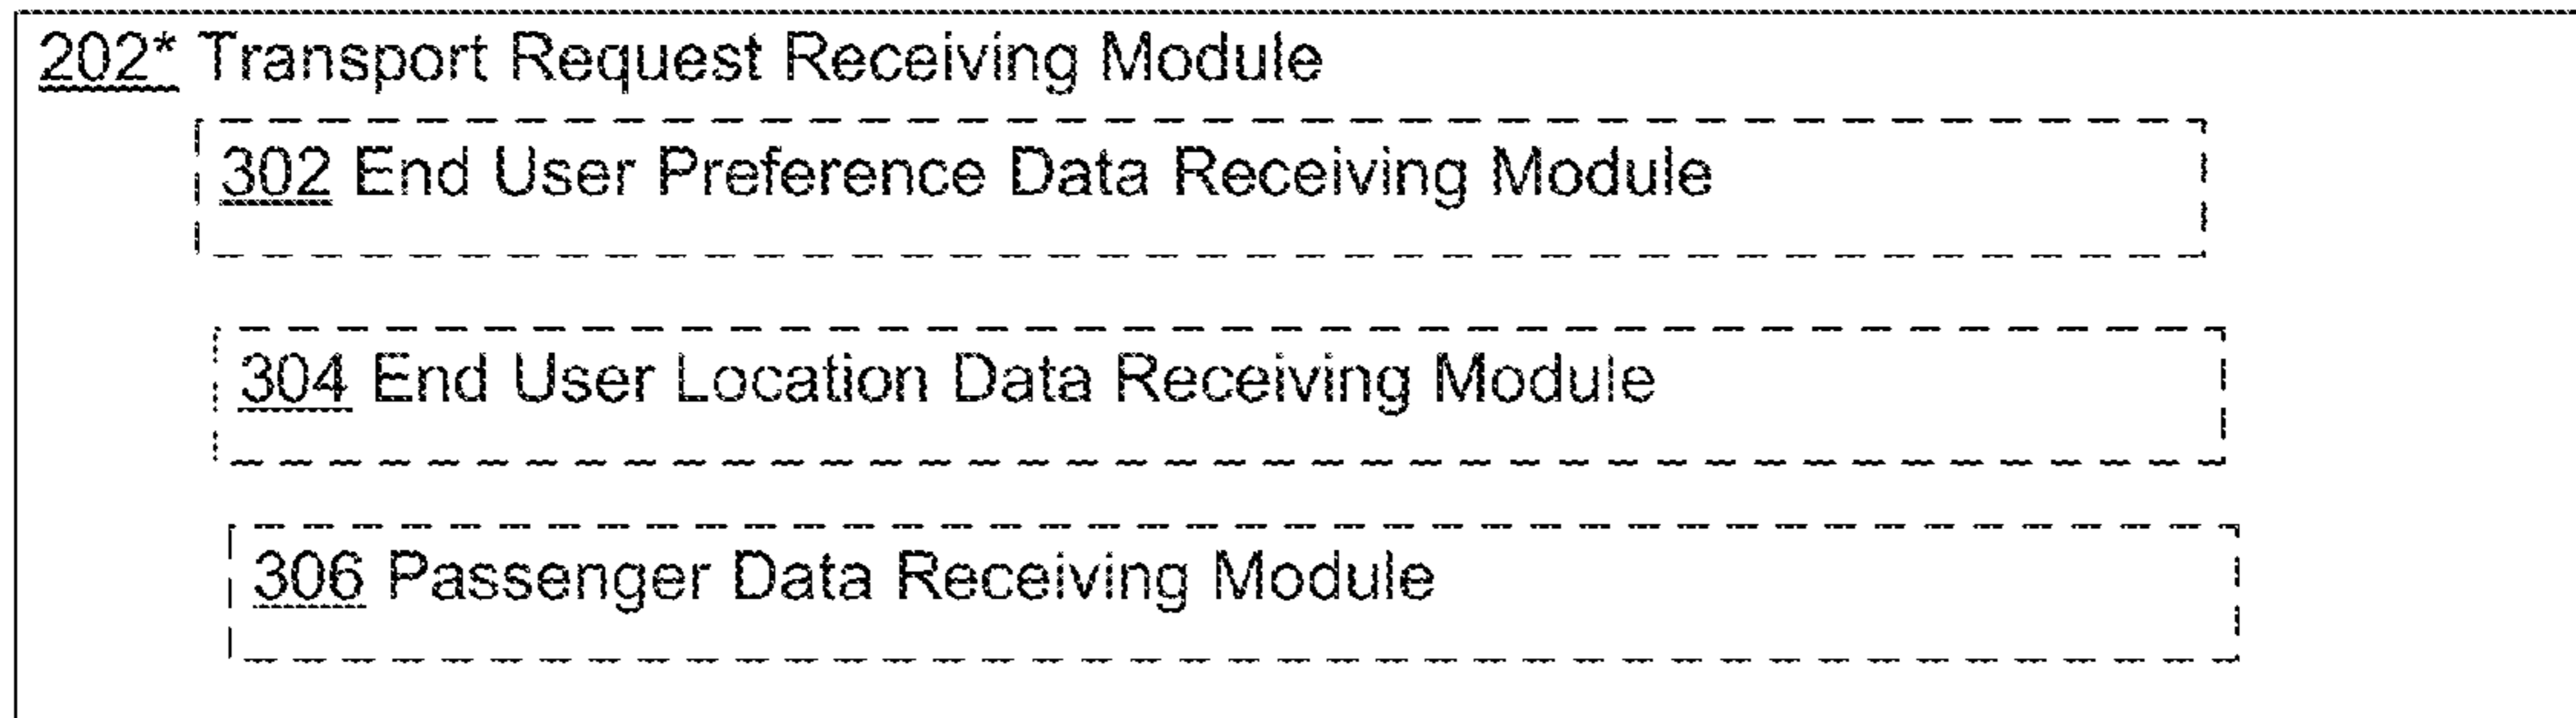 202* Transport Request Receiving Module
302 End User Preference Data Receiving Module
304 End User Location Data Receiving Module
306 Passenger Data Receiving Module